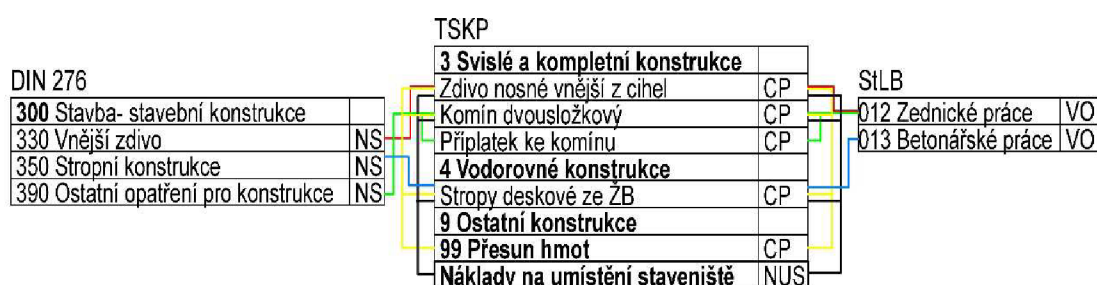 DIN 276
300 Stavba- stavební konstrukce
330 Vnější zdivo NS
350 Stropní konstrukce NS
390 Ostatní opatření pro konstrukce NS
TSKP
3 Svislé a kompletní konstrukce
Zdivo nosné vnější z cihel CP
Komín dvousložkový CP
Příplatek ke komínu CP
4 Vodorovné konstrukce
Stropy deskové ze ŽB CP
9 Ostatní konstrukce
99 Přesun hmot CP
Náklady na umístění staveniště NUS
StLB
012 Zednické práce VO
013 Betonářské práce VO